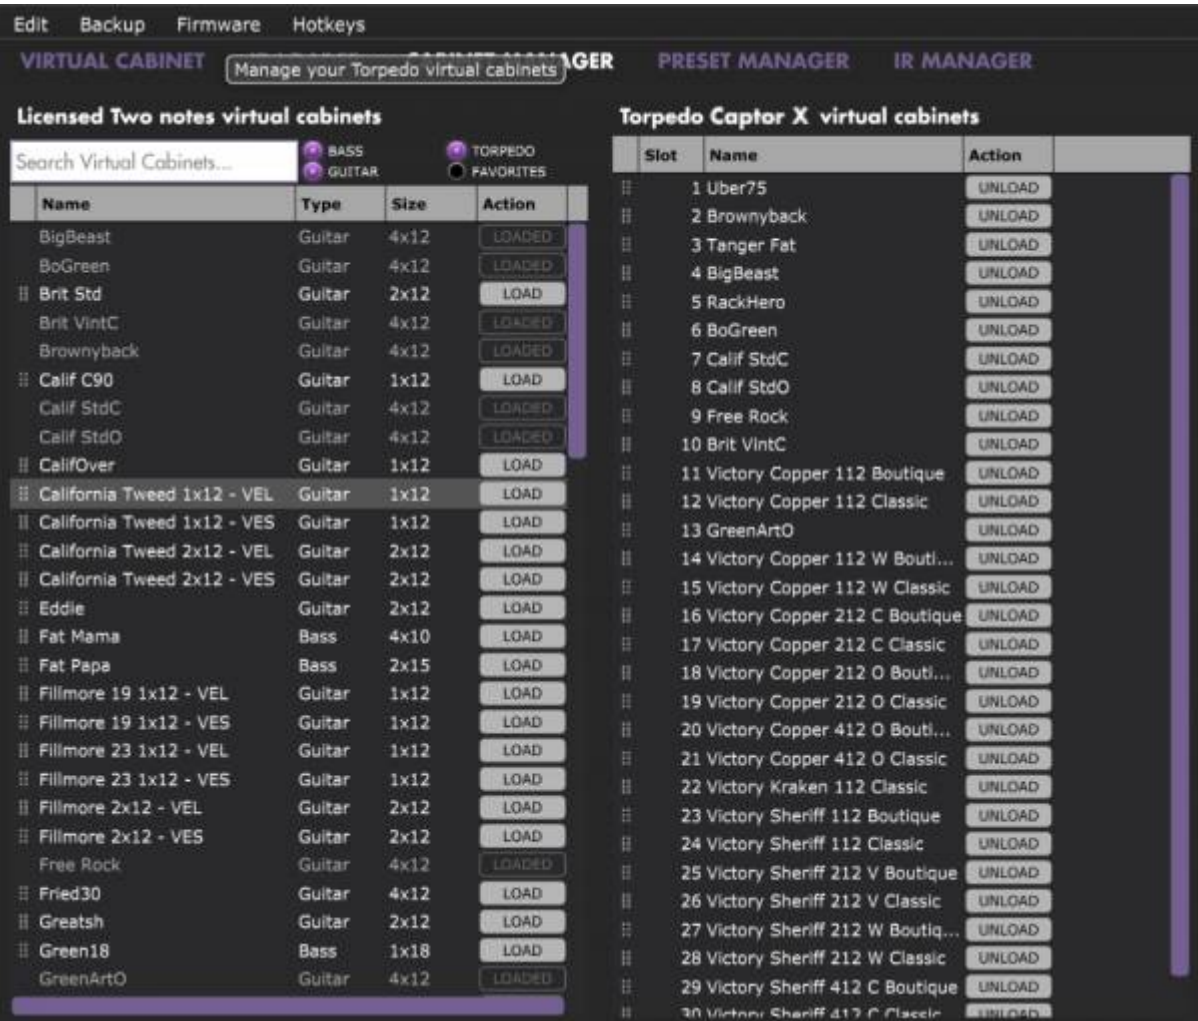 Edit Backup Firmware Hotkeys
VIRTUAL CABINET CABINET MANAGER PRESET MANAGER IR MANAGER
Manage your Torpedo virtual cabinets
Licensed Two notes virtual cabinets
Search Virtual Cabinets...
BASS TORPEDO
GUITAR FAVORITES
Name Type Size Action
BigBeast Guitar 4x12 LOADED
BoGreen Guitar 4x12 LOADED
Brit Std Guitar 2x12 LOAD
Brit VintC Guitar 4x12 LOADED
Brownyback Guitar 4x12 LOADED
Calif C90 Guitar 1x12 LOAD
Calif StdC Guitar 4x12 LOADED
Calif StdO Guitar 4x12 LOADED
CalifOver Guitar 1x12 LOAD
California Tweed 1x12 - VEL Guitar 1x12 LOAD
California Tweed 1x12 - VES Guitar 1x12 LOAD
California Tweed 2x12 - VEL Guitar 2x12 LOAD
California Tweed 2x12 - VES Guitar 2x12 LOAD
Eddie Guitar 2x12 LOAD
Fat Mama Bass 4x10 LOAD
Fat Papa Bass 2x15 LOAD
Fillmore 19 1x12 - VEL Guitar 1x12 LOAD
Fillmore 19 1x12 - VES Guitar 1x12 LOAD
Fillmore 23 1x12 - VEL Guitar 1x12 LOAD
Fillmore 23 1x12 - VES Guitar 1x12 LOAD
Fillmore 2x12 - VEL Guitar 2x12 LOAD
Fillmore 2x12 - VES Guitar 2x12 LOAD
Free Rock Guitar 4x12 LOADED
Fried30 Guitar 4x12 LOAD
Greatsh Guitar 2x12 LOAD
Green18 Bass 1x18 LOAD
GreenArtO Guitar 4x12 LOADED
Torpedo Captor X virtual cabinets
Slot Name Action
1 Uber75 UNLOAD
2 Brownyback UNLOAD
3 Tanger Fat UNLOAD
4 BigBeast UNLOAD
5 RackHero UNLOAD
6 BoGreen UNLOAD
7 Calif StdC UNLOAD
8 Calif StdO UNLOAD
9 Free Rock UNLOAD
10 Brit VintC UNLOAD
11 Victory Copper 112 Boutique UNLOAD
12 Victory Copper 112 Classic UNLOAD
13 GreenArtO UNLOAD
14 Victory Copper 112 W Bouti... UNLOAD
15 Victory Copper 112 W Classic UNLOAD
16 Victory Copper 212 C Boutique UNLOAD
17 Victory Copper 212 C Classic UNLOAD
18 Victory Copper 212 O Bouti... UNLOAD
19 Victory Copper 212 O Classic UNLOAD
20 Victory Copper 412 O Bouti... UNLOAD
21 Victory Copper 412 O Classic UNLOAD
22 Victory Kraken 112 Classic UNLOAD
23 Victory Sheriff 112 Boutique UNLOAD
24 Victory Sheriff 112 Classic UNLOAD
25 Victory Sheriff 212 V Boutique UNLOAD
26 Victory Sheriff 212 V Classic UNLOAD
27 Victory Sheriff 212 W Boutiq... UNLOAD
28 Victory Sheriff 212 W Classic UNLOAD
29 Victory Sheriff 412 C Boutique UNLOAD
30 Victory Sheriff 412 C Classic UNLOAD